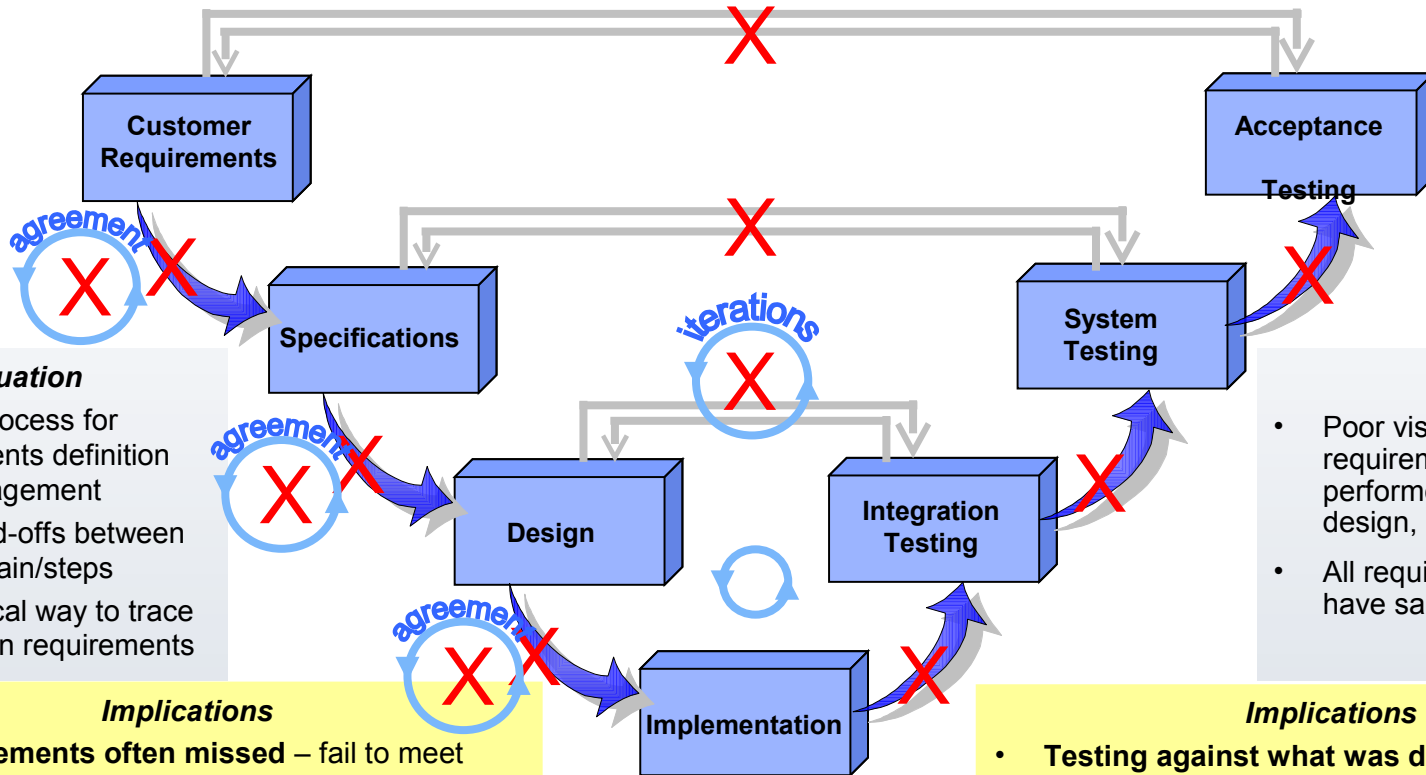 Customer
Requirements
Acceptance
Testing
agreement
Specifications
iterations
System
Testing
uation
ocess for
ents definition
agement
d-offs between
ain/steps
cal way to trace
n requirements
agreement
Design
Integration
Testing
• Poor vis
requiren
performe
design,
• All requi
have sa
agreement
Implementation
Implications
ements often missed – fail to meet
Implications
• Testing against what was d
X
X
X
X
X
X
X
X
X
X
X
X
X